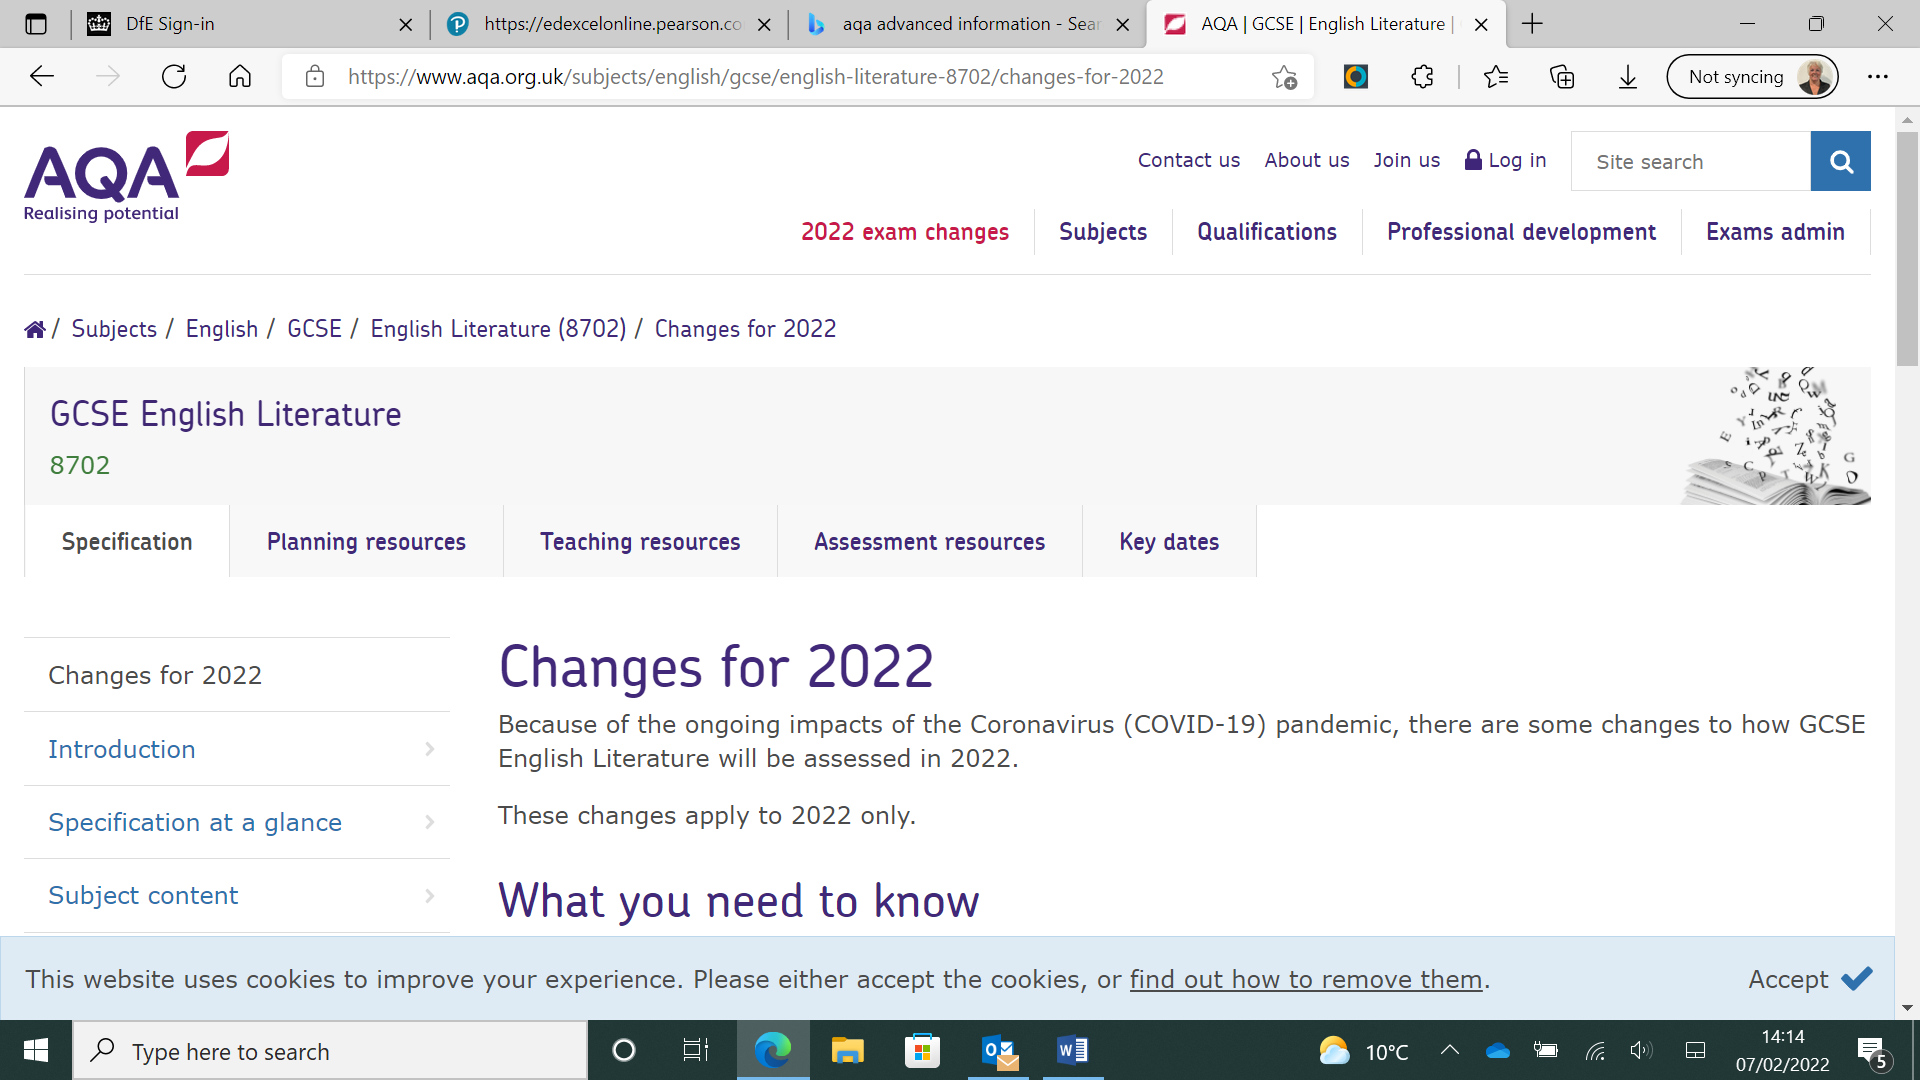 DfE Sign-in
https://edexcelonline.pearson.co
aqa advanced information - Sear
AQA | GCSE | English Literature |
https://www.aqa.org.uk/subjects/english/gcse/english-literature-8702/changes-for-2022
Not syncing
AQA
Realising potential
Contact us
About us
Join us
Log in
Site search
2022 exam changes
Subjects
Qualifications
Professional development
Exams admin
/ Subjects / English / GCSE / English Literature (8702) / Changes for 2022
GCSE English Literature
8702
Specification
Planning resources
Teaching resources
Assessment resources
Key dates
Changes for 2022
Introduction
Specification at a glance
Subject content
Changes for 2022
Because of the ongoing impacts of the Coronavirus (COVID-19) pandemic, there are some changes to how GCSE
English Literature will be assessed in 2022.
These changes apply to 2022 only.
What you need to know
This website uses cookies to improve your experience. Please either accept the cookies, or find out how to remove them.
Accept
Type here to search
10°C
14:14
07/02/2022
5